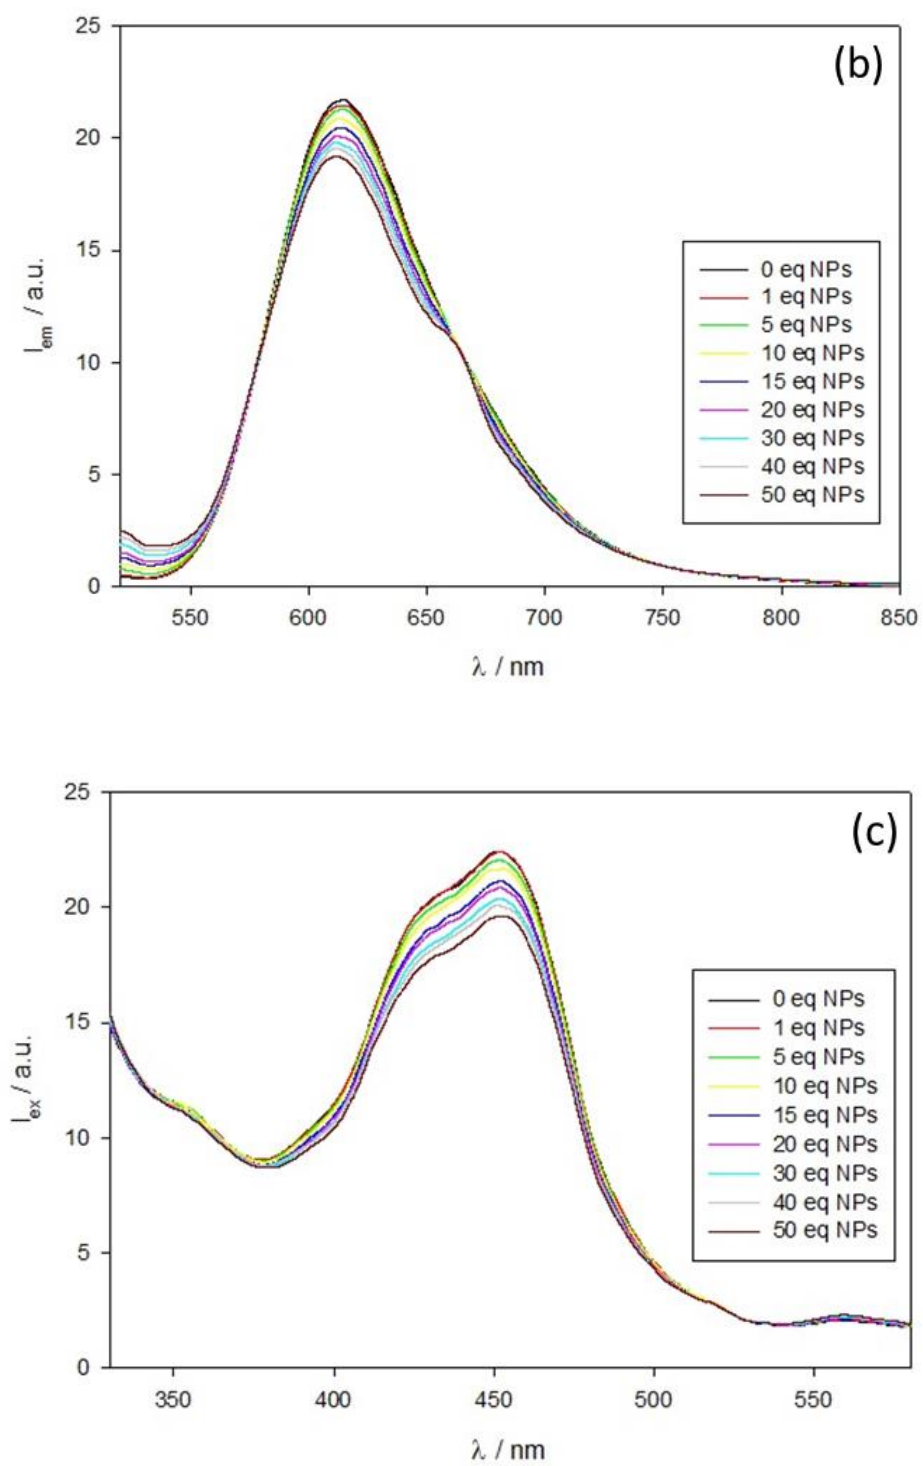 (b)
25
20
15
10
5
0
I_em / a.u.
550 600 650 700 750 800 850
λ / nm
0 eq NPs
1 eq NPs
5 eq NPs
10 eq NPs
15 eq NPs
20 eq NPs
30 eq NPs
40 eq NPs
50 eq NPs
(c)
25
20
15
10
5
0
I_ex / a.u.
350 400 450 500 550
λ / nm
0 eq NPs
1 eq NPs
5 eq NPs
10 eq NPs
15 eq NPs
20 eq NPs
30 eq NPs
40 eq NPs
50 eq NPs